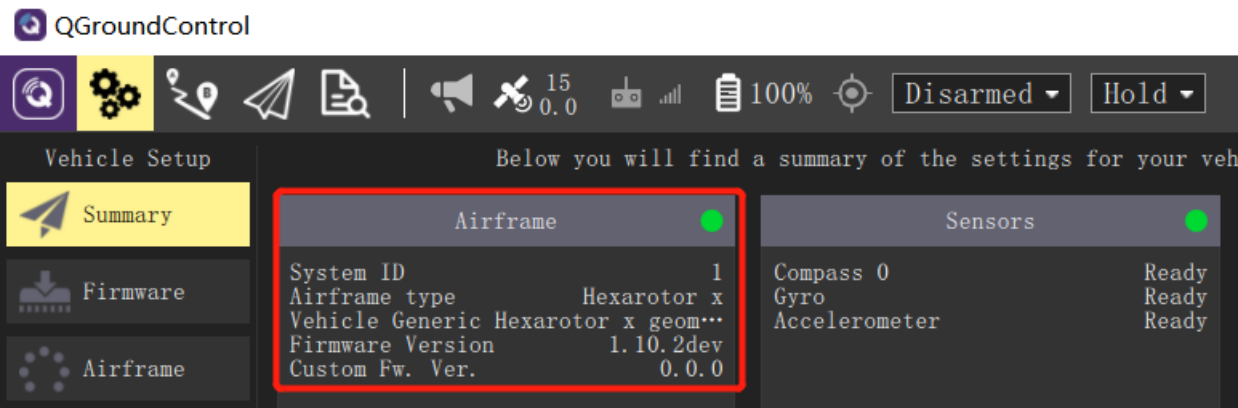 QGroundControl
15
0.0
100%
Disarmed
Hold
B
Vehicle Setup
Below you will find a summary of the settings for your veh
Summary
Firmware
Airframe
Airframe
System ID 1
Airframe type Hexarotor x
Vehicle Generic Hexarotor x geom…
Firmware Version 1.10.2dev
Custom Fw. Ver. 0.0.0
Sensors
Compass 0 Ready
Gyro Ready
Accelerometer Ready